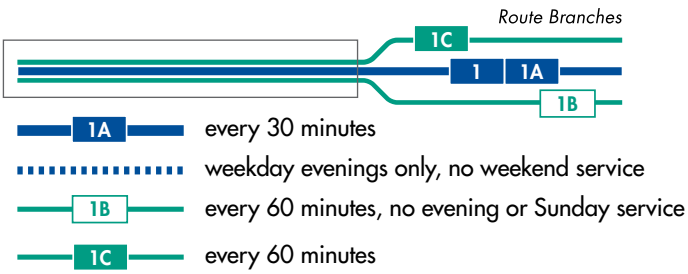 Route Branches
1C
1 1A
1B
1A every 30 minutes
weekday evenings only, no weekend service
1B every 60 minutes, no evening or Sunday service
1C every 60 minutes